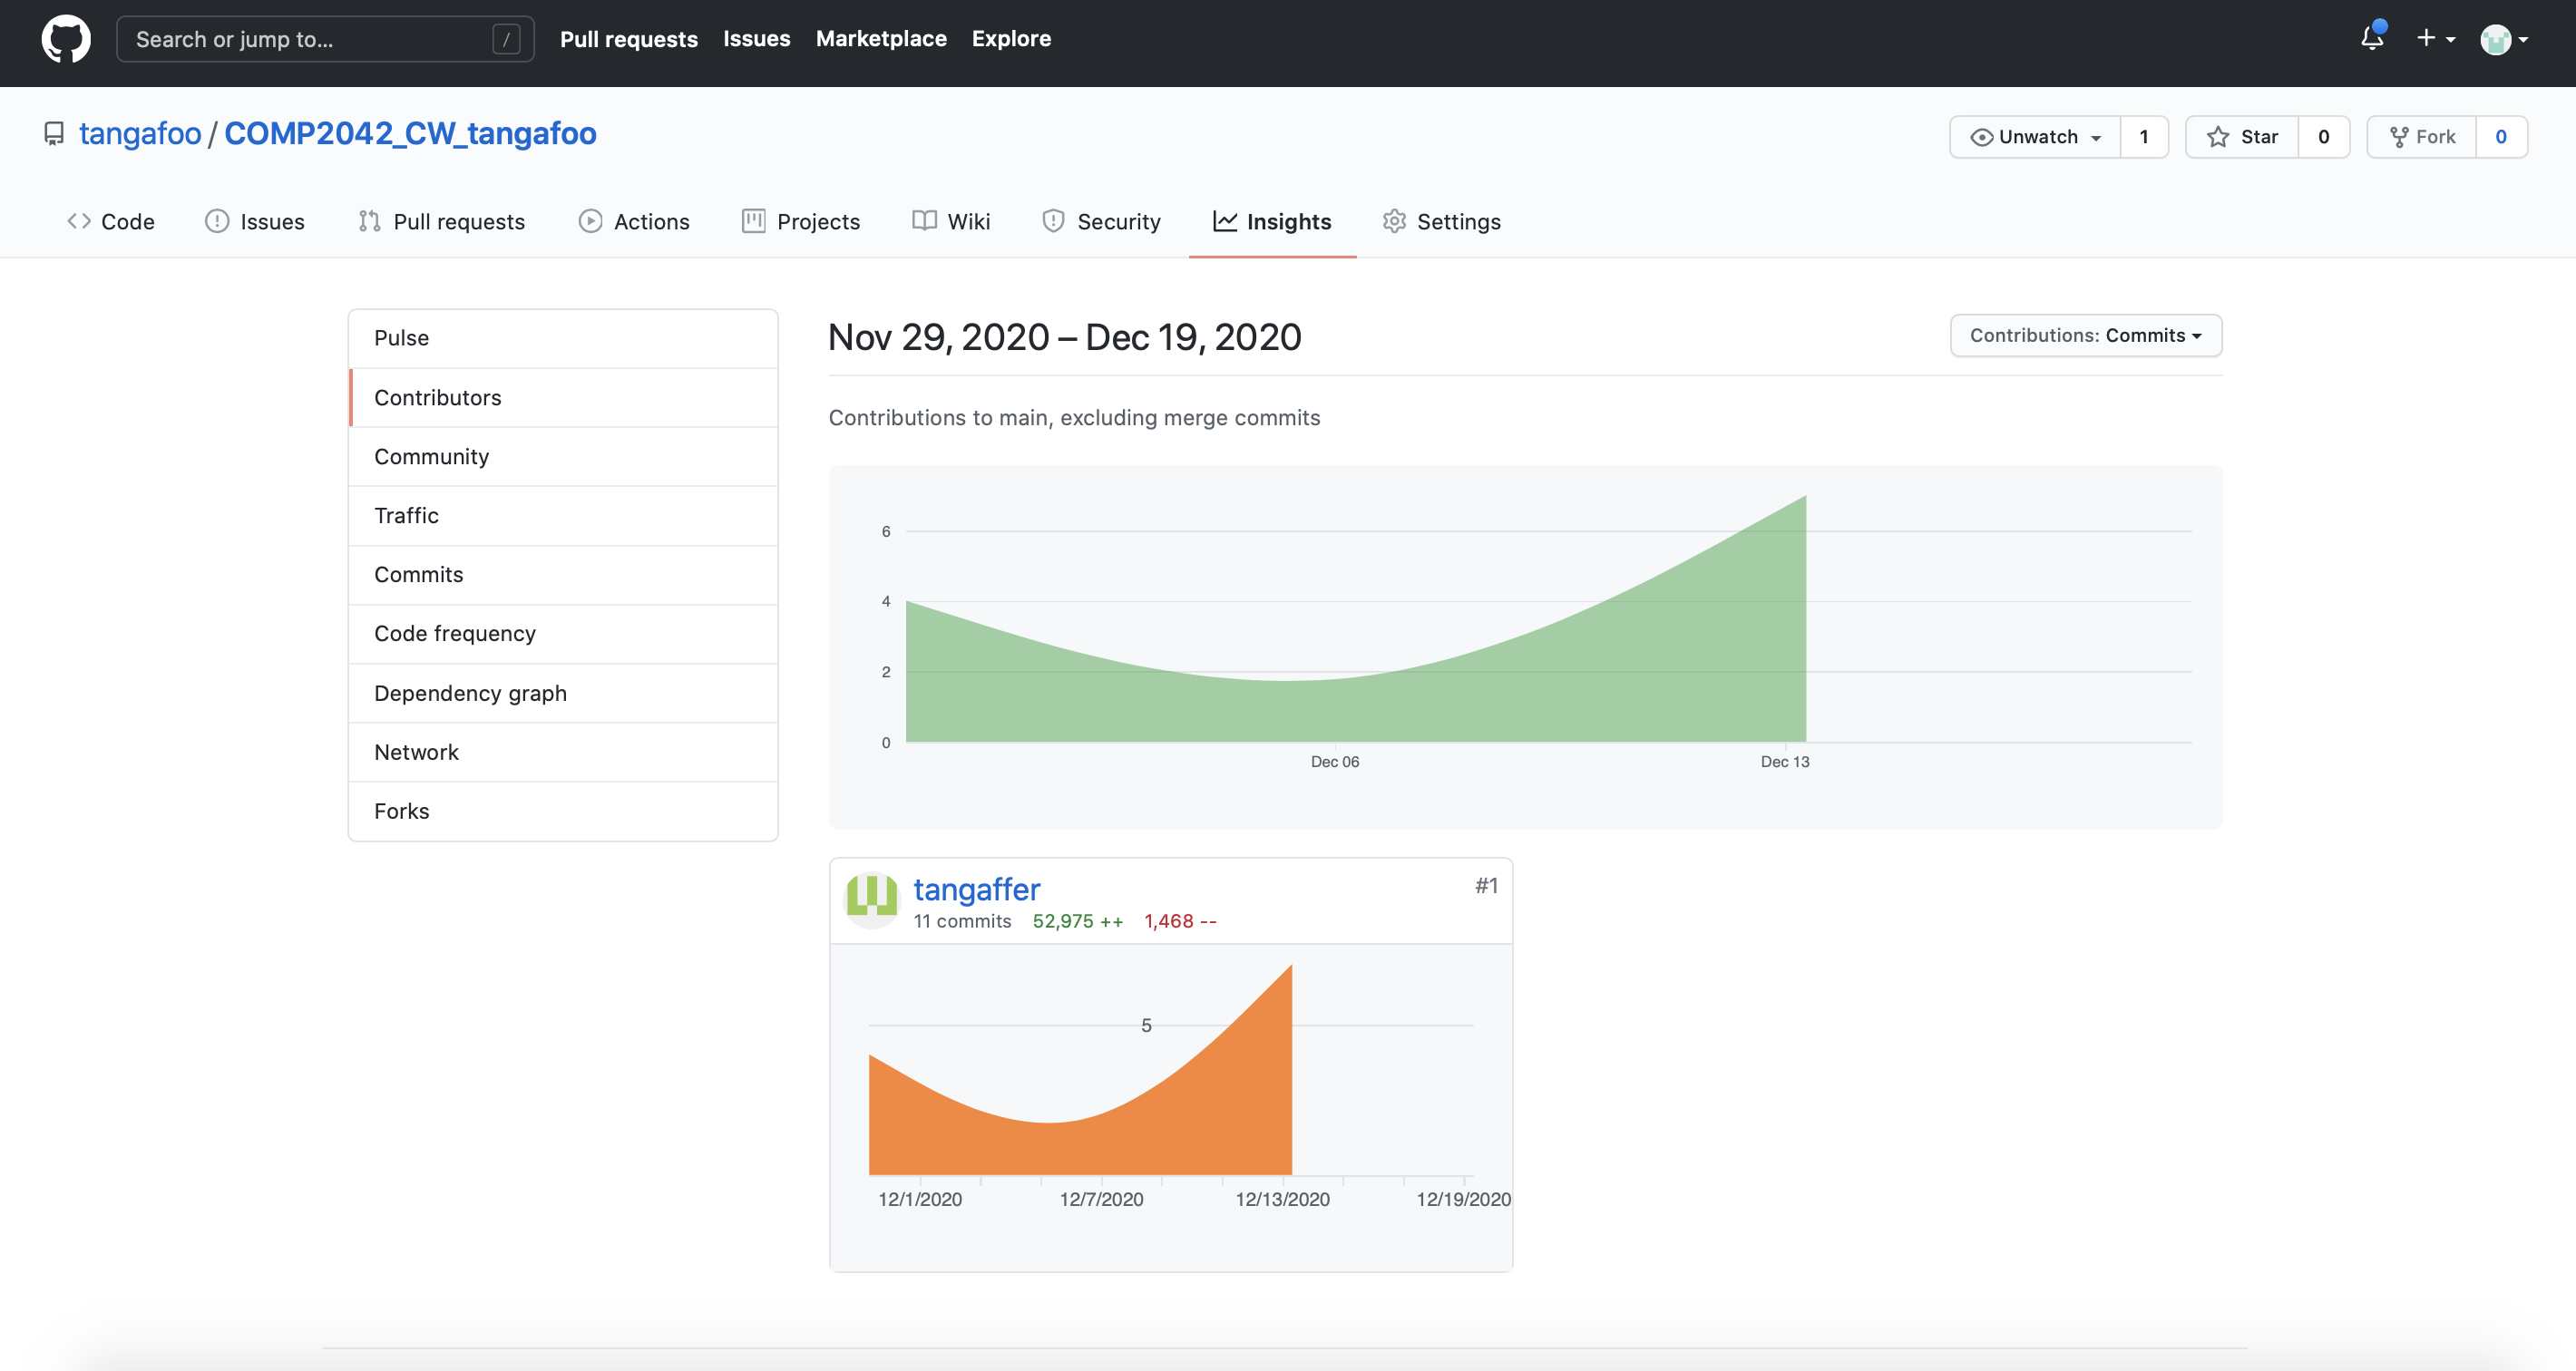 Search or jump to... / Pull requests Issues Marketplace Explore
tangafoo / COMP2042_CW_tangafoo Unwatch 1 Star 0 Fork 0
Code Issues Pull requests Actions Projects Wiki Security Insights Settings
Pulse
Contributors
Community
Traffic
Commits
Code frequency
Dependency graph
Network
Forks
Nov 29, 2020 – Dec 19, 2020 Contributions: Commits
Contributions to main, excluding merge commits
6
4
2
0
Dec 06 Dec 13
tangaffer #1
11 commits 52,975 ++ 1,468 --
5
12/1/2020 12/7/2020 12/13/2020 12/19/2020